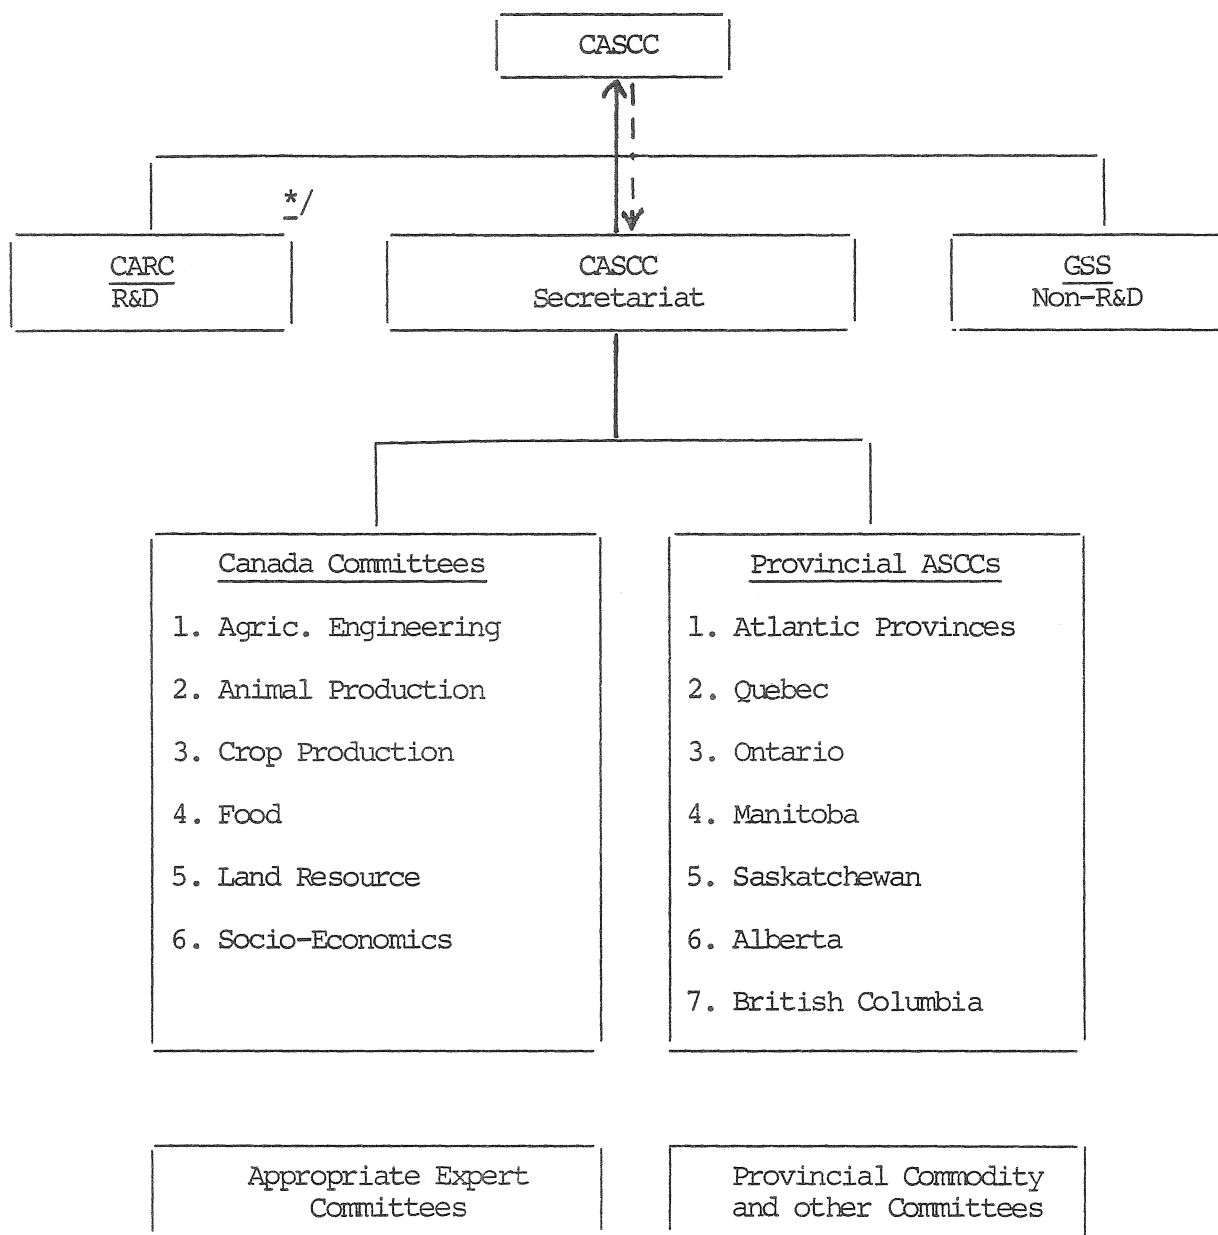 CASCC
*/
CARC
R&D
CASCC
Secretariat
GSS
Non-R&D
Canada Committees
1. Agric. Engineering
2. Animal Production
3. Crop Production
4. Food
5. Land Resource
6. Socio-Economics
Provincial ASCCs
1. Atlantic Provinces
2. Quebec
3. Ontario
4. Manitoba
5. Saskatchewan
6. Alberta
7. British Columbia
Appropriate Expert
Committees
Provincial Commodity
and other Committees